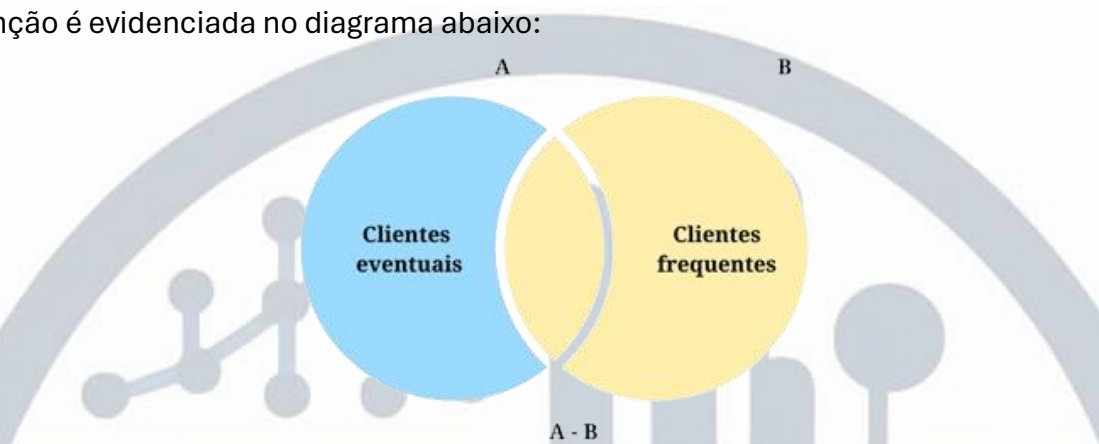 nção é evidenciada no diagrama abaixo:
A
B
Clientes
eventuais
Clientes
frequentes
A - B